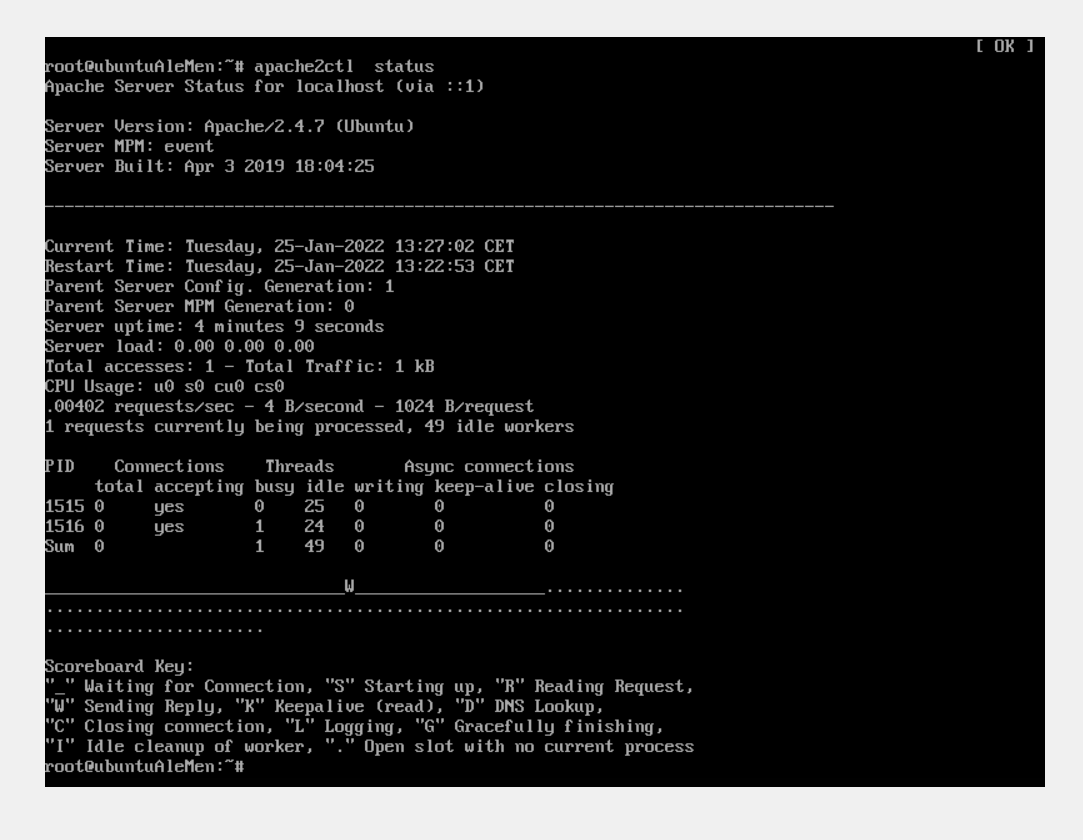 [ OK ]
root@ubuntuAleMen:~# apache2ctl  status
Apache Server Status for localhost (via ::1)

Server Version: Apache/2.4.7 (Ubuntu)
Server MPM: event
Server Built: Apr 3 2019 18:04:25

_______________________________________________________________________________

Current Time: Tuesday, 25-Jan-2022 13:27:02 CET
Restart Time: Tuesday, 25-Jan-2022 13:22:53 CET
Parent Server Config. Generation: 1
Parent Server MPM Generation: 0
Server uptime: 4 minutes 9 seconds
Server load: 0.00 0.00 0.00
Total accesses: 1 - Total Traffic: 1 kB
CPU Usage: u0 s0 cu0 cs0
.00402 requests/sec - 4 B/second - 1024 B/request
1 requests currently being processed, 49 idle workers

PID    Connections    Threads       Async connections
     total accepting busy idle writing keep-alive closing
1515 0     yes       0    25   0       0          0
1516 0     yes       1    24   0       0          0
Sum  0               1    49   0       0          0

______________________________W___________________..............
................................................................
......................

Scoreboard Key:
"_" Waiting for Connection, "S" Starting up, "R" Reading Request,
"W" Sending Reply, "K" Keepalive (read), "D" DNS Lookup,
"C" Closing connection, "L" Logging, "G" Gracefully finishing,
"I" Idle cleanup of worker, "." Open slot with no current process
root@ubuntuAleMen:~#